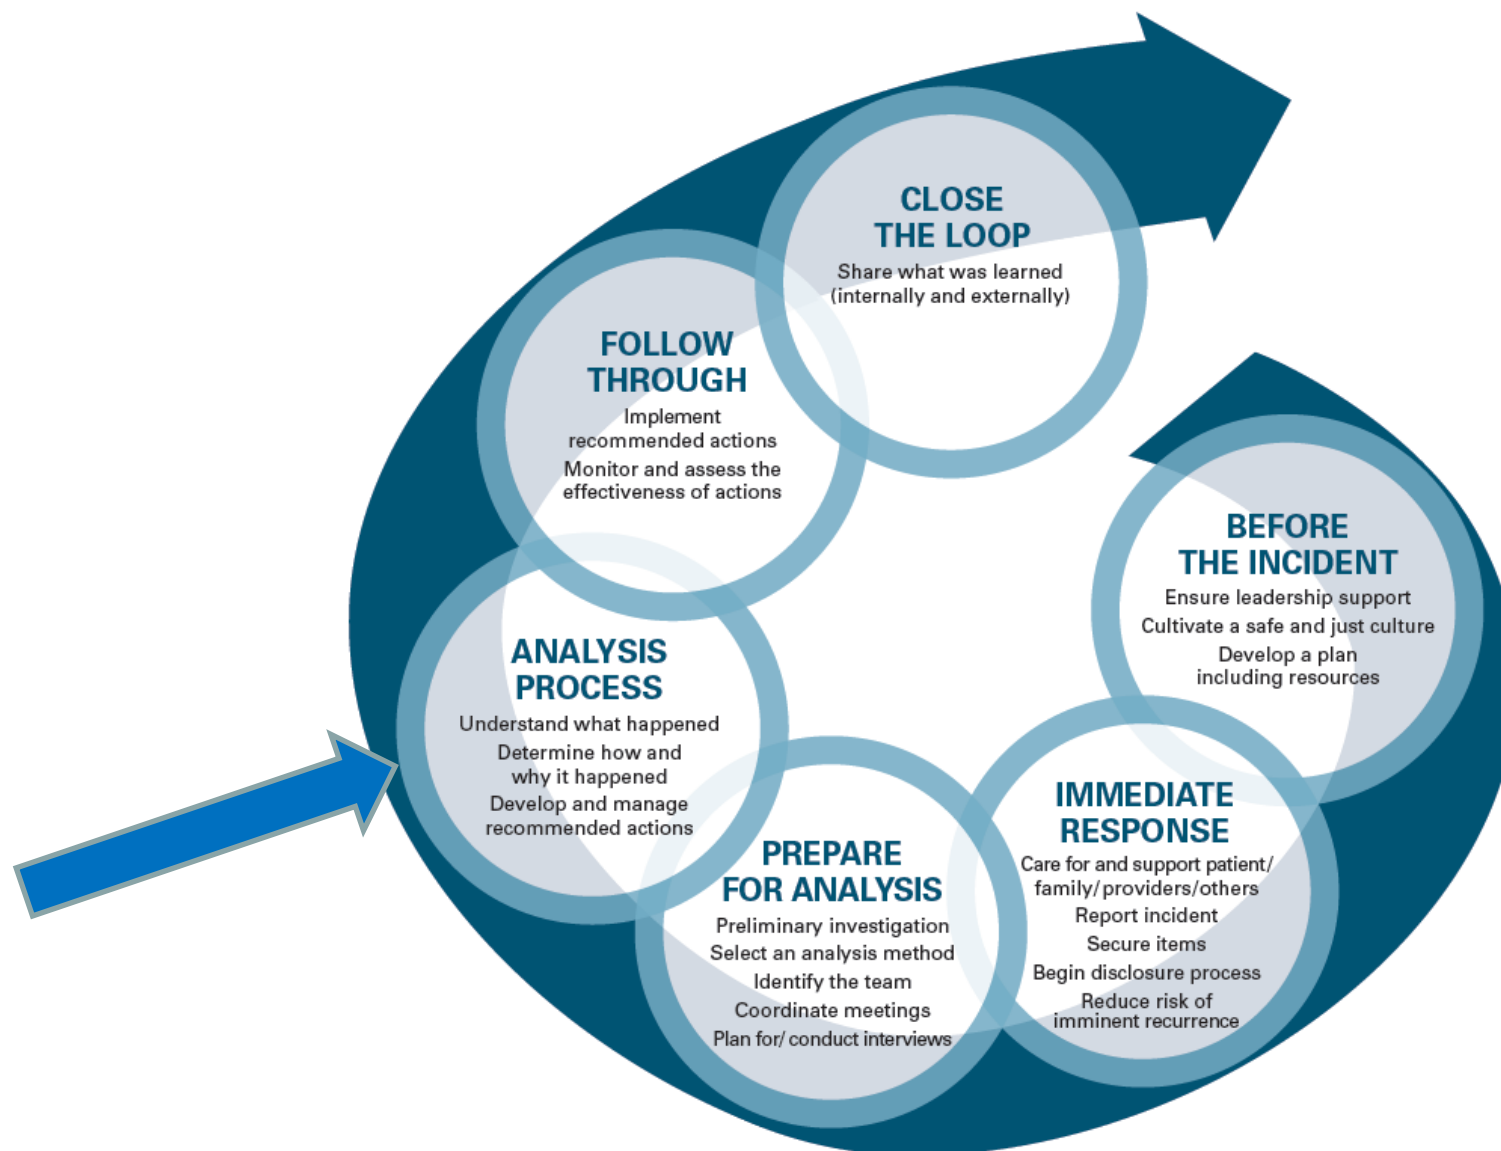 CLOSE
THE LOOP
Share what was learned
(internally and externally)
FOLLOW
THROUGH
Implement
recommended actions
Monitor and assess the
effectiveness of actions
BEFORE
THE INCIDENT
Ensure leadership support
Cultivate a safe and just culture
Develop a plan
including resources
ANALYSIS
PROCESS
Understand what happened
Determine how and
why it happened
Develop and manage
recommended actions
IMMEDIATE
RESPONSE
Care for and support patient/
family/providers/others
Report incident
Secure items
Begin disclosure process
Reduce risk of
imminent recurrence
PREPARE
FOR ANALYSIS
Preliminary investigation
Select an analysis method
Identify the team
Coordinate meetings
Plan for/ conduct interviews